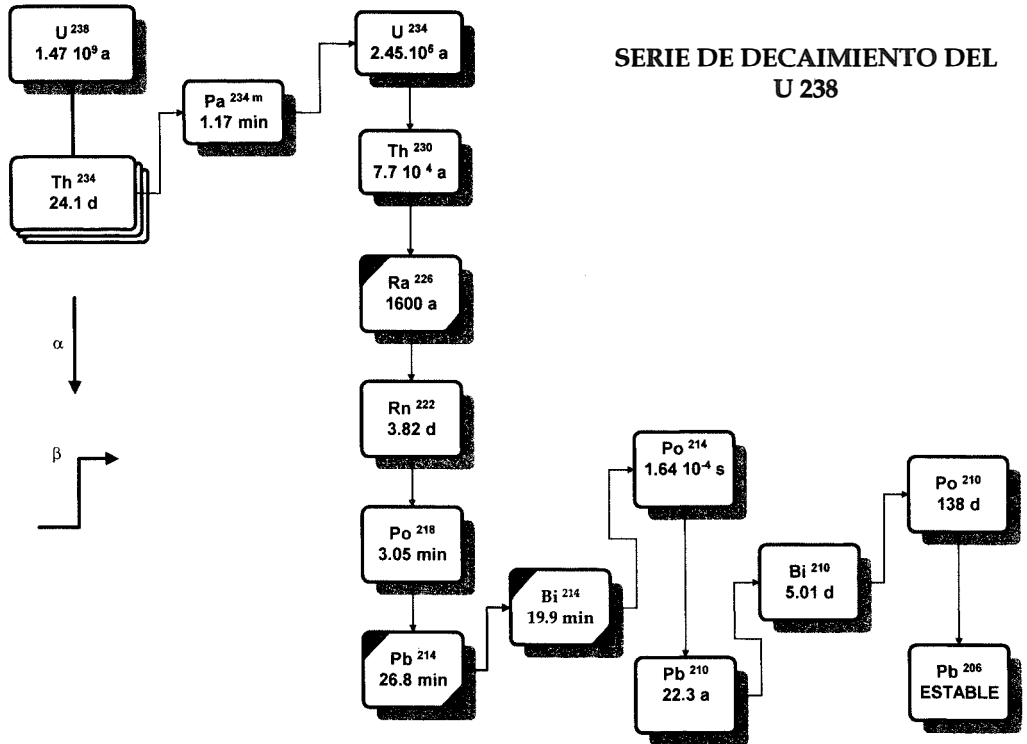 SERIE DE DECAIMIENTO DEL
U 238
U 238
1.47 10⁹ a
Th 234
24.1 d
Pa 234 m
1.17 min
U 234
2.45.10⁶ a
Th 230
7.7 10 ⁴ a
Ra 226
1600 a
Rn 222
3.82 d
Po 218
3.05 min
Pb 214
26.8 min
Bi 214
19.9 min
Po 214
1.64 10⁻⁴ s
Pb 210
22.3 a
Bi 210
5.01 d
Po 210
138 d
Pb 206
ESTABLE
α
β